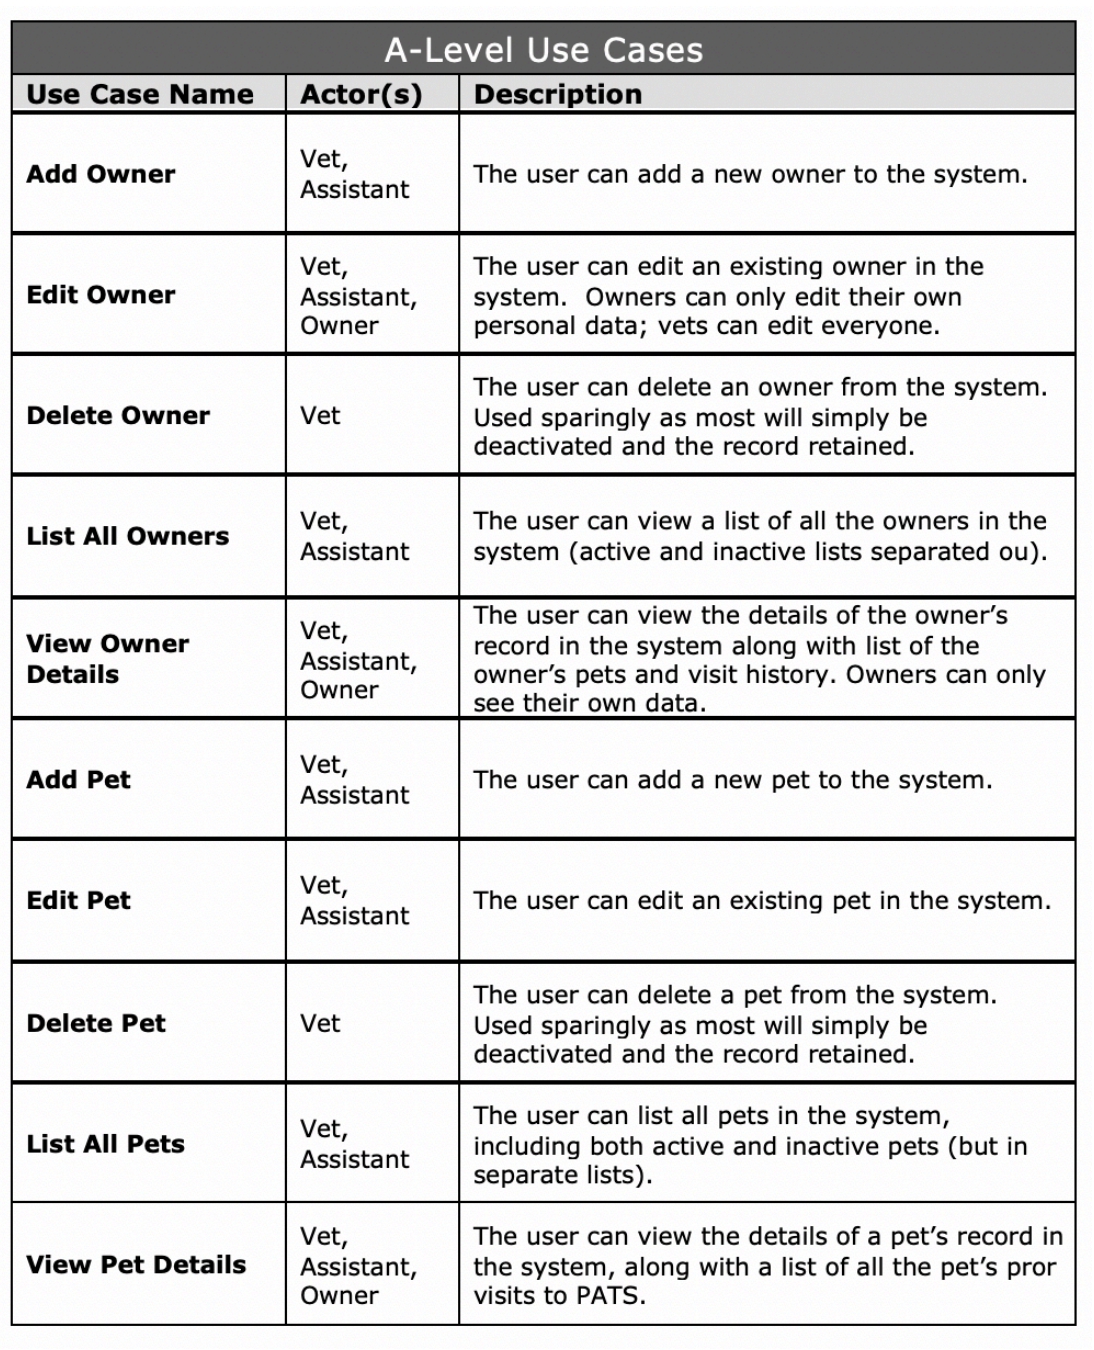 A-Level Use Cases
Use Case Name Actor(s) Description
Add Owner
Vet,
Assistant
The user can add a new owner to the system.
Edit Owner
Vet,
Assistant,
Owner
The user can edit an existing owner in the
system.  Owners can only edit their own
personal data; vets can edit everyone.
Delete Owner
Vet
The user can delete an owner from the system.
Used sparingly as most will simply be
deactivated and the record retained.
List All Owners
Vet,
Assistant
The user can view a list of all the owners in the
system (active and inactive lists separated ou).
View Owner
Details
Vet,
Assistant,
Owner
The user can view the details of the owner’s
record in the system along with list of the
owner’s pets and visit history. Owners can only
see their own data.
Add Pet
Vet,
Assistant
The user can add a new pet to the system.
Edit Pet
Vet,
Assistant
The user can edit an existing pet in the system.
Delete Pet
Vet
The user can delete a pet from the system.
Used sparingly as most will simply be
deactivated and the record retained.
List All Pets
Vet,
Assistant
The user can list all pets in the system,
including both active and inactive pets (but in
separate lists).
View Pet Details
Vet,
Assistant,
Owner
The user can view the details of a pet’s record in
the system, along with a list of all the pet’s pror
visits to PATS.